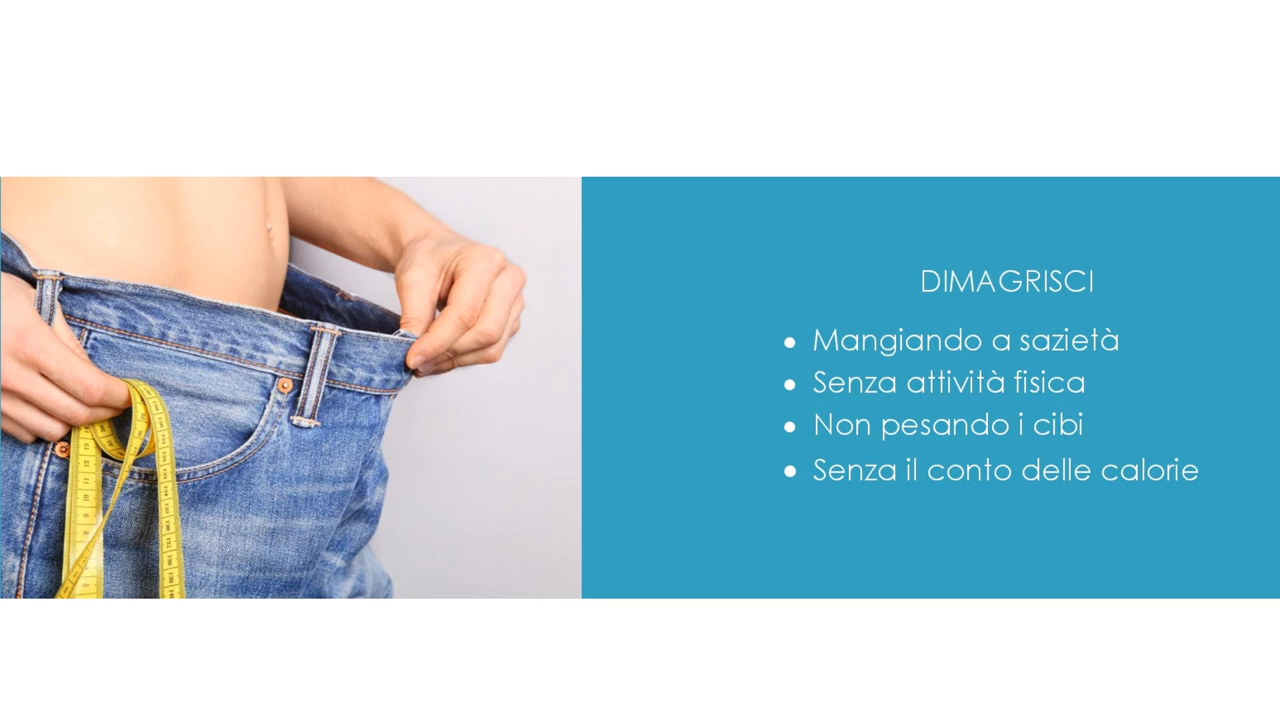 DIMAGRISCI
• Mangiando a sazietà
• Senza attività fisica
• Non pesando i cibi
• Senza il conto delle calorie